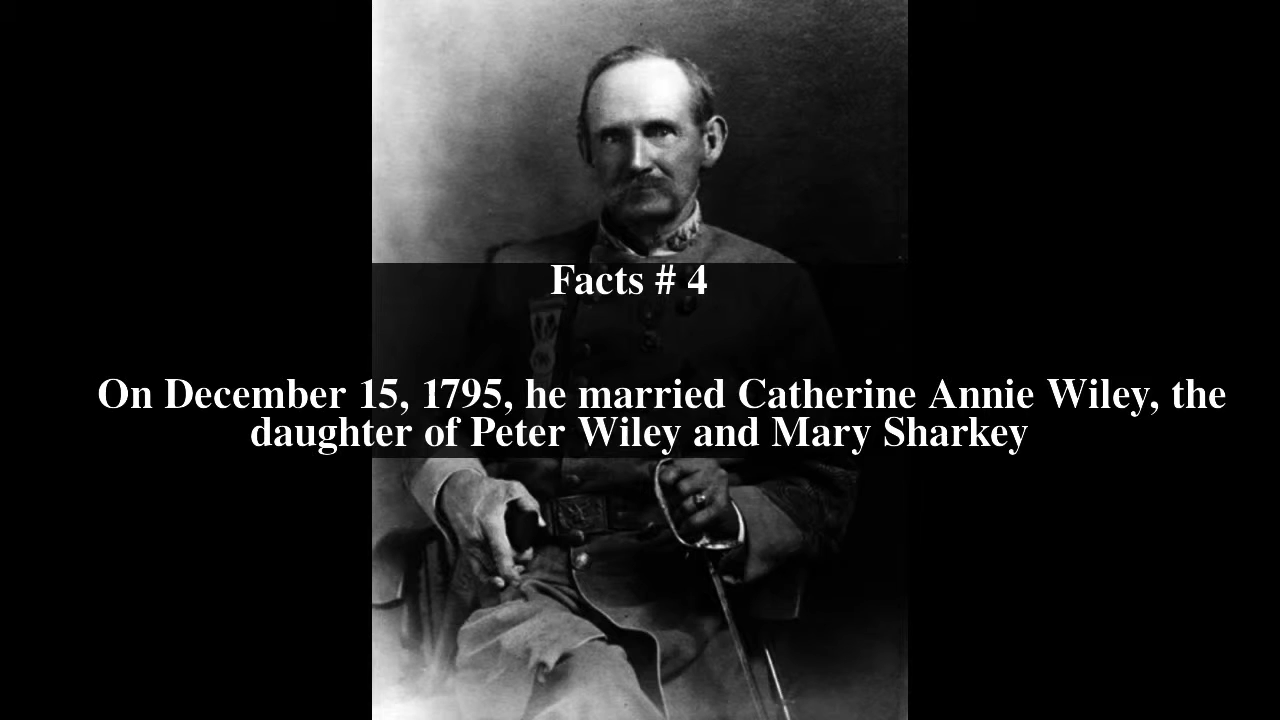 Facts # 4
On December 15, 1795, he married Catherine Annie Wiley, the
daughter of Peter Wiley and Mary Sharkey